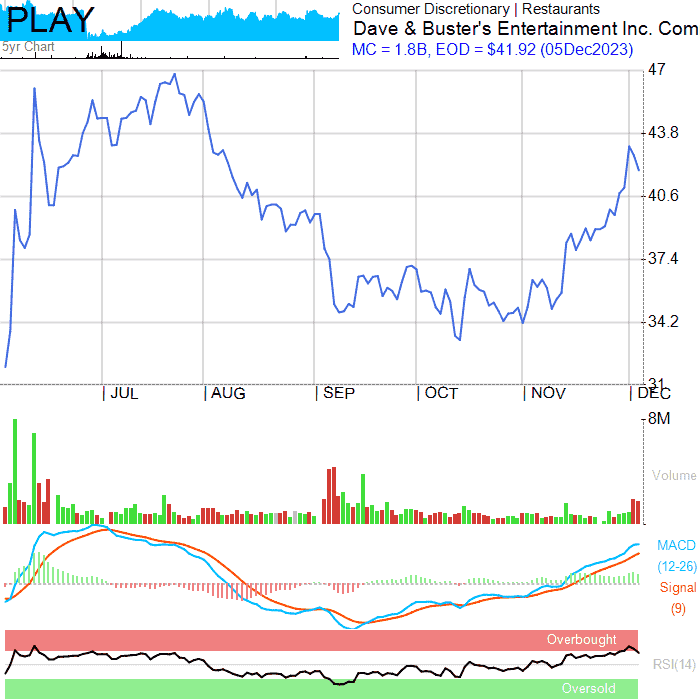 PLAY
5yr Chart
Consumer Discretionary | Restaurants
Dave & Buster's Entertainment Inc. Com
MC = 1.8B, EOD = $41.92 (05Dec2023)
47
43.8
40.6
37.4
34.2
31
JUL
AUG
SEP
OCT
NOV
DEC
8M
Volume
MACD
(12-26)
Signal
(9)
Overbought
RSI(14)
Oversold